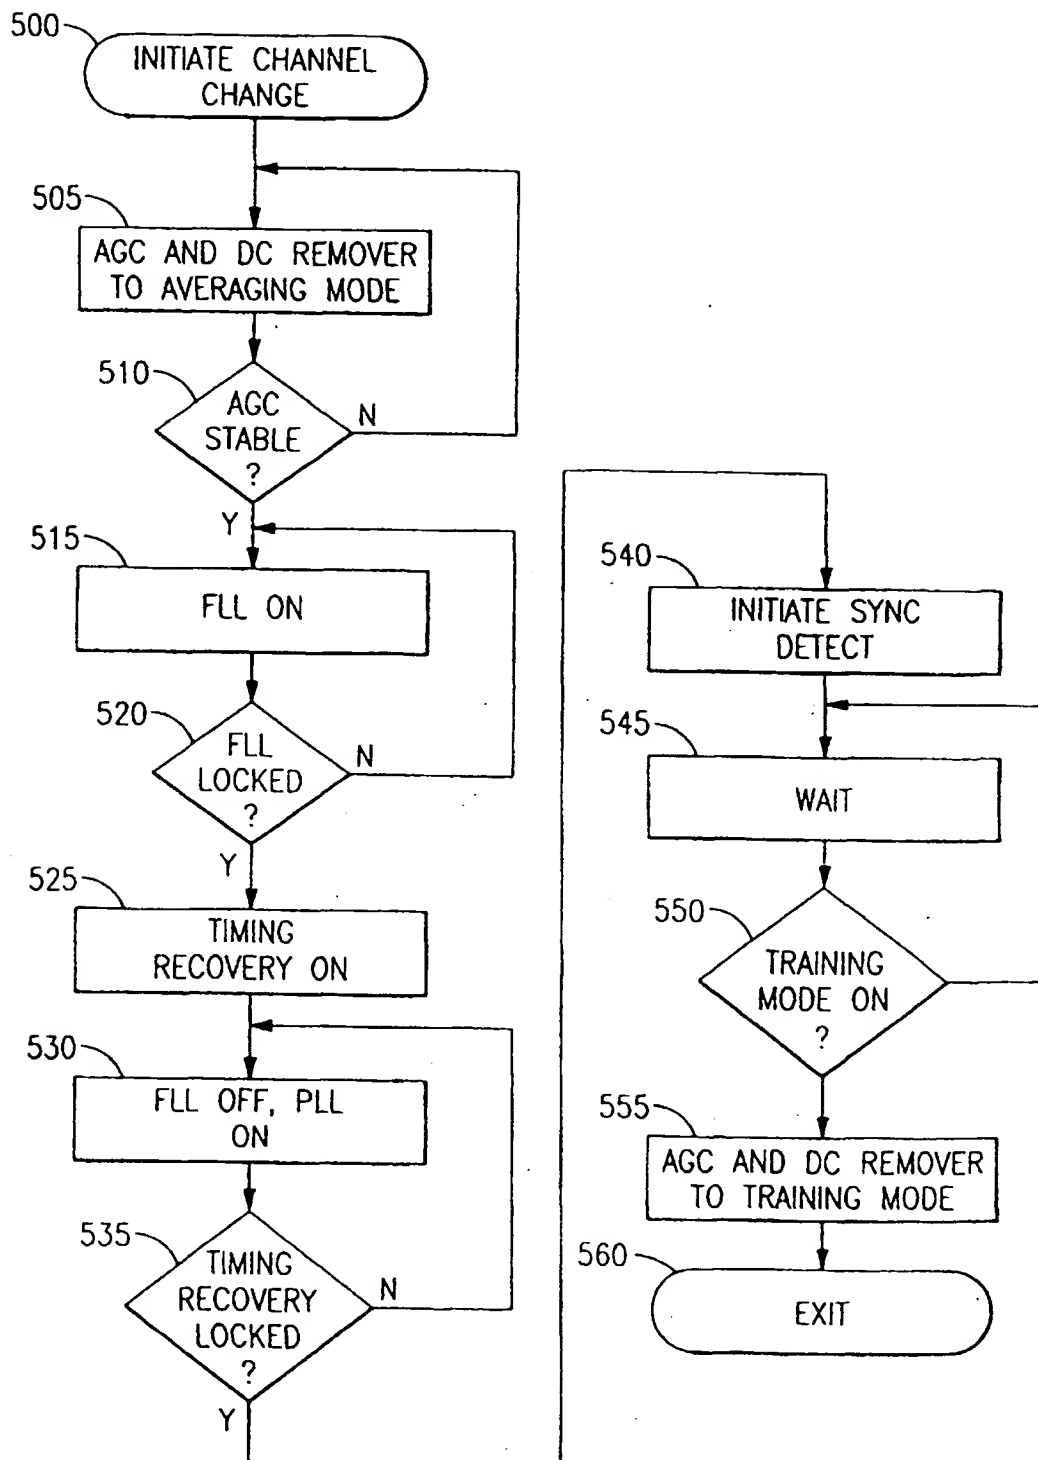 500
INITIATE CHANNEL
CHANGE
505
AGC AND DC REMOVER
TO AVERAGING MODE
510
AGC
STABLE
?
N
Y
515
FLL ON
520
FLL
LOCKED
?
N
Y
525
TIMING
RECOVERY ON
530
FLL OFF, PLL
ON
535
TIMING
RECOVERY
LOCKED
?
N
Y
540
INITIATE SYNC
DETECT
545
WAIT
550
TRAINING
MODE ON
?
555
AGC AND DC REMOVER
TO TRAINING MODE
560
EXIT